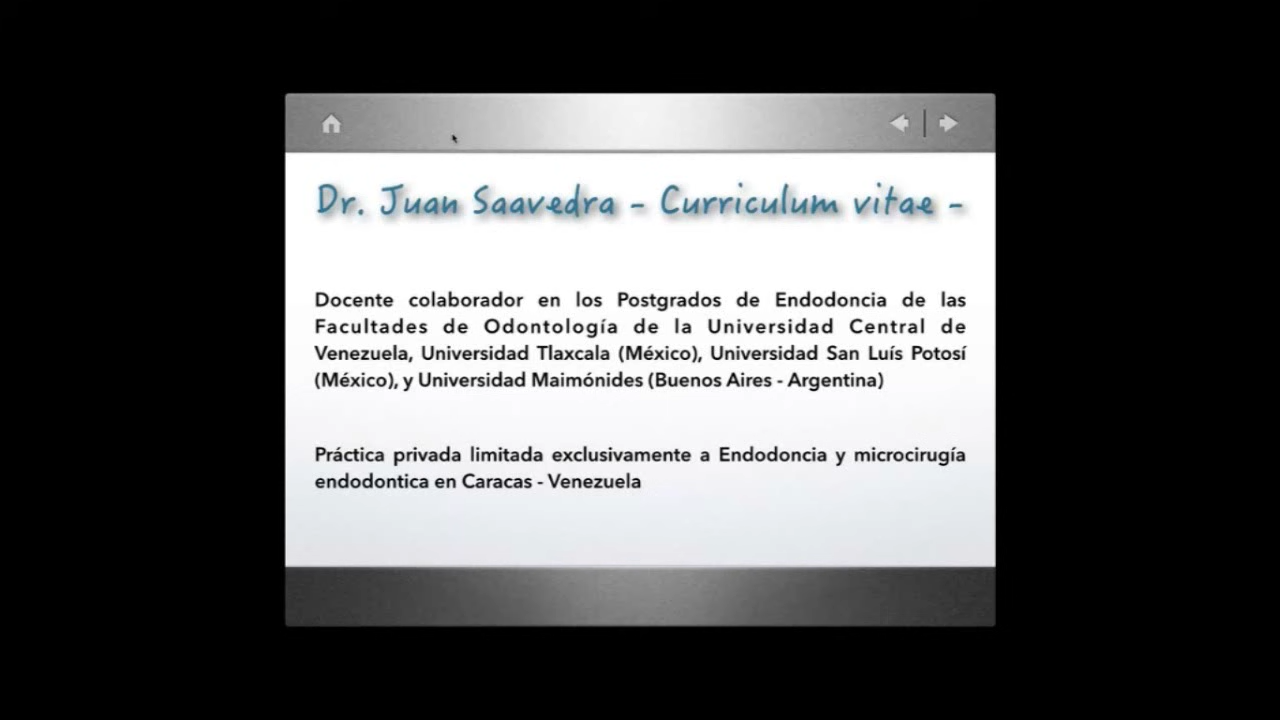 Dr. Juan Saavedra - Curriculum vitae -
Docente colaborador en los Postgrados de Endodoncia de las
Facultades de Odontología de la Universidad Central de
Venezuela, Universidad Tlaxcala (México), Universidad San Luís Potosí
(México), y Universidad Maimónides (Buenos Aires - Argentina)
Práctica privada limitada exclusivamente a Endodoncia y microcirugía
endodontica en Caracas - Venezuela